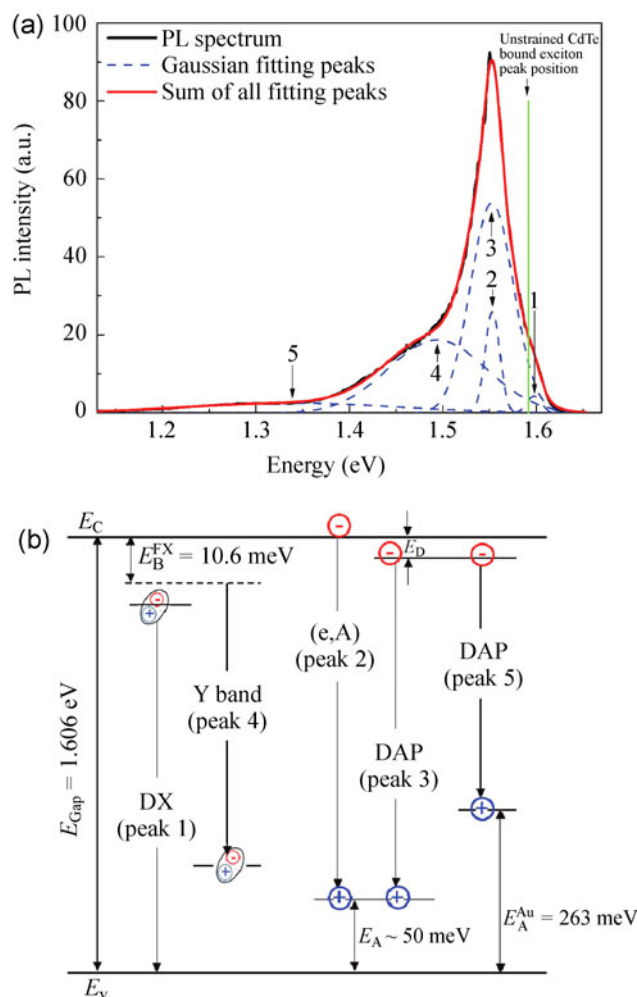 (a)
PL spectrum
Gaussian fitting peaks
Sum of all fitting peaks
Unstrained CdTe
bound exciton
peak position
100
80
60
40
20
0
PL intensity (a.u.)
5
4
3
2
1
1.2 1.3 1.4 1.5 1.6
Energy (eV)
(b)
E_C
E_B^FX = 10.6 meV
E_D
E_Gap = 1.606 eV
(e,A)
(peak 2)
DAP
(peak 5)
Y band
(peak 4)
DAP
(peak 3)
DX
(peak 1)
E_A ~ 50 meV
E_A^Au = 263 meV
E_V